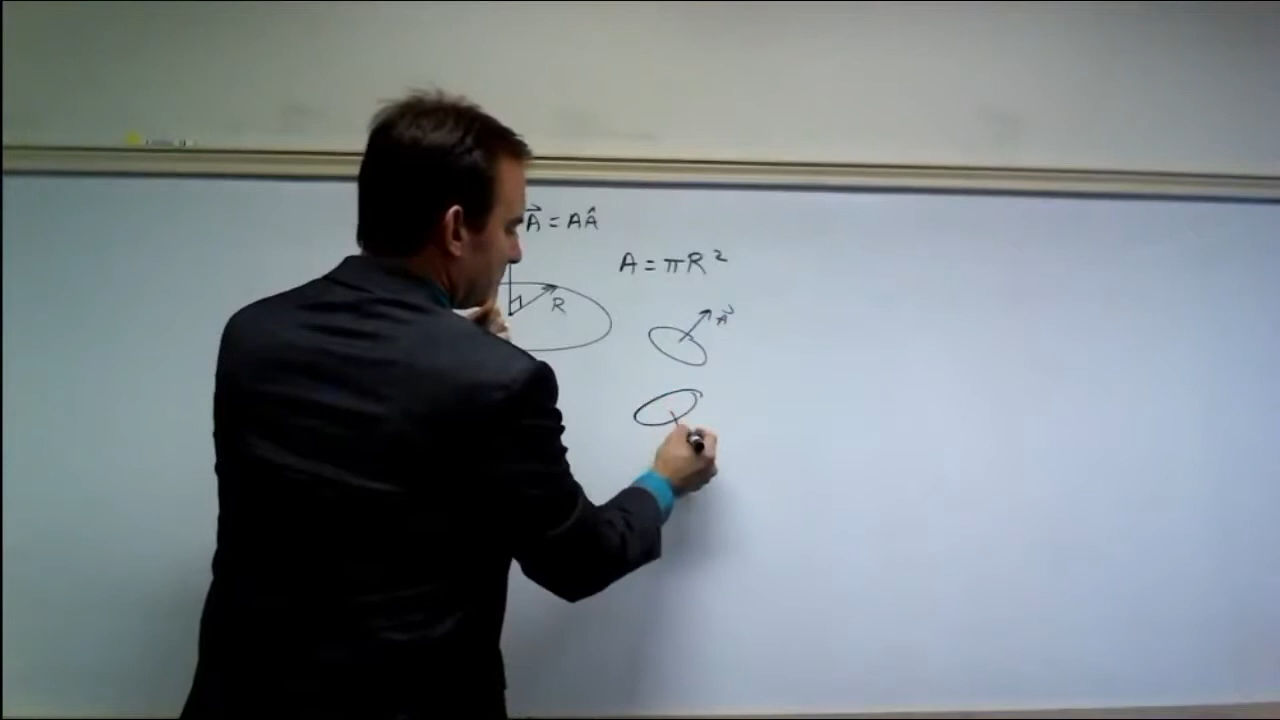 A⃗ = AÂ
A = πR²
R
A⃗